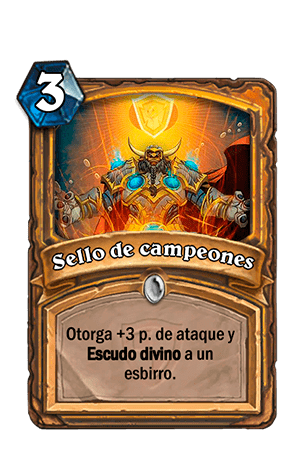 3
Sello de campeones
Otorga +3 p. de ataque y
Escudo divino a un
esbirro.